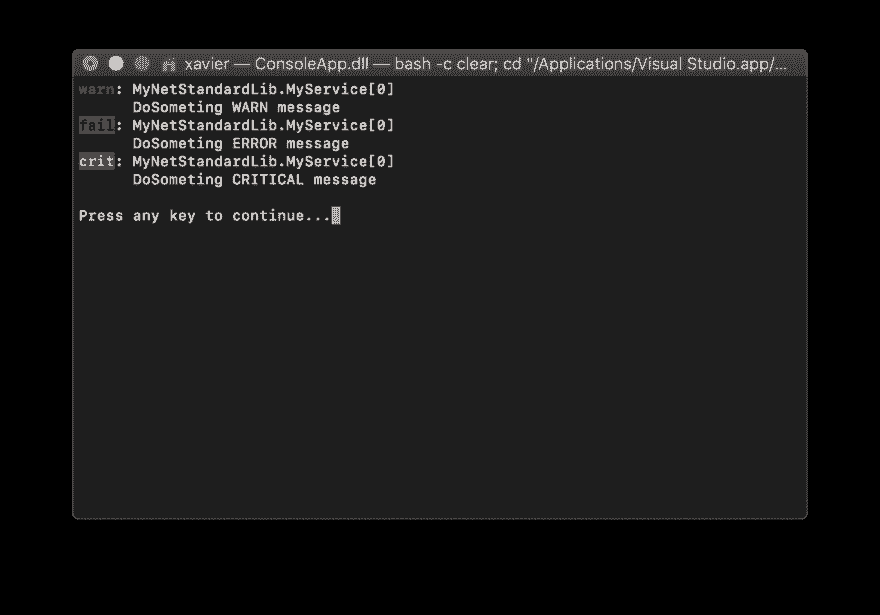 xavier — ConsoleApp.dll — bash -c clear; cd "/Applications/Visual Studio.app/...
warn: MyNetStandardLib.MyService[0]
DoSometing WARN message
fail: MyNetStandardLib.MyService[0]
DoSometing ERROR message
crit: MyNetStandardLib.MyService[0]
DoSometing CRITICAL message
Press any key to continue...